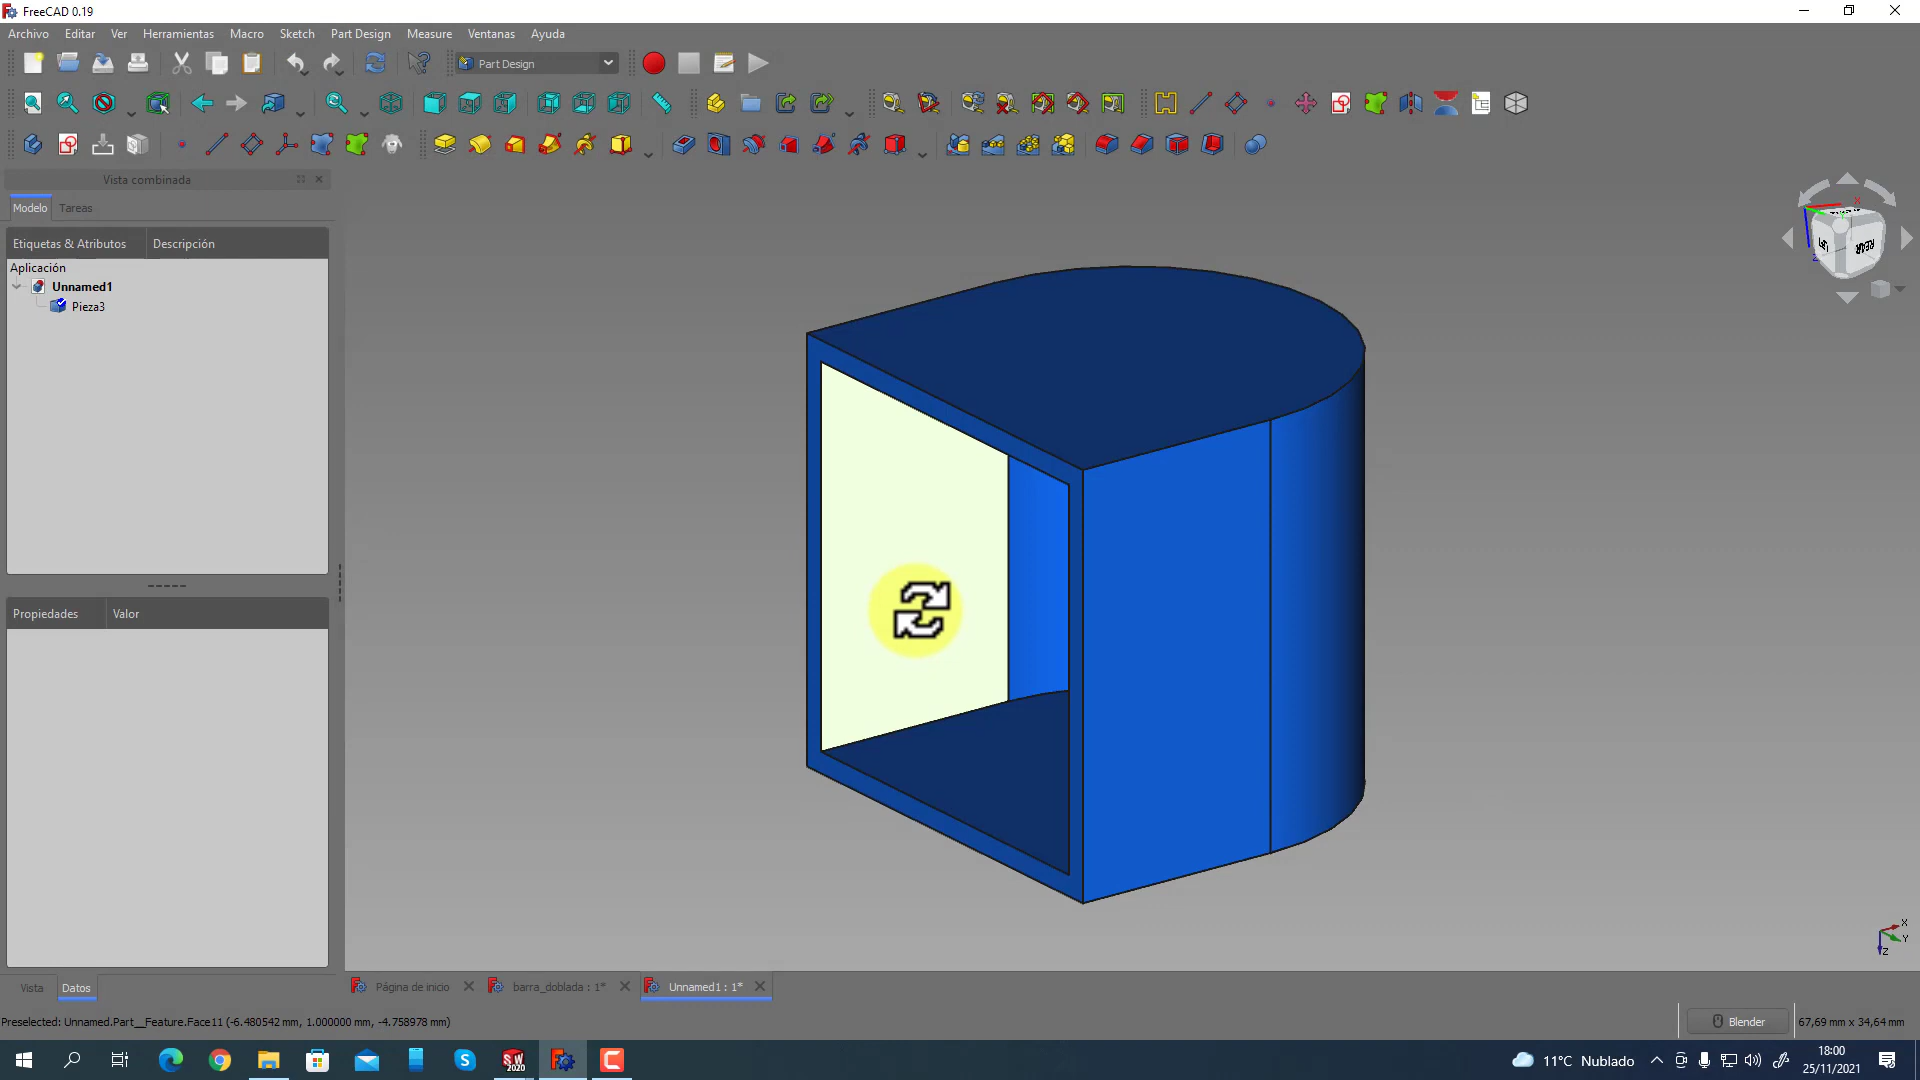 FreeCAD 0.19
Archivo Editar Ver Herramientas Macro Sketch Part Design Measure Ventanas Ayuda
Part Design
Vista combinada
Modelo Tareas
Etiquetas & Atributos Descripción
Aplicación
Unnamed1
Pieza3
Propiedades Valor
REAR
X
Z
X
Y
Z
Vista Datos
Página de inicio barra_doblada : 1* Unnamed1 : 1*
Preselected: Unnamed.Part__Feature.Face11 (-6.480542 mm, 1.000000 mm, -4.758978 mm)
Blender 67,69 mm x 34,64 mm
SW 2020
11°C Nublado
18:00
25/11/2021